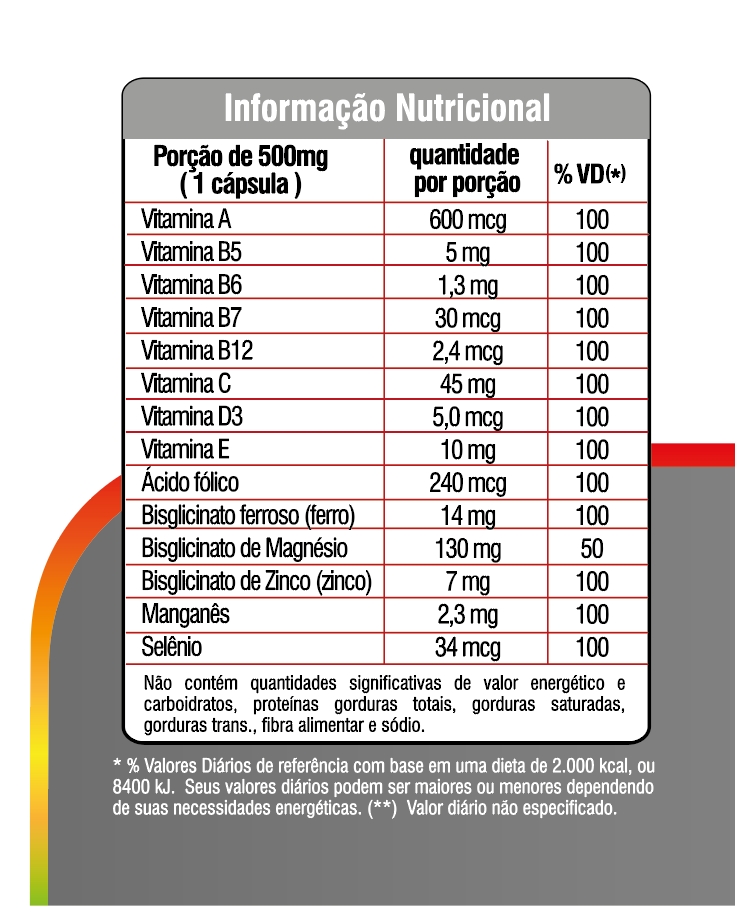 Informação Nutricional
Porção de 500mg
( 1 cápsula )
quantidade
por porção
% VD(*)
Vitamina A 600 mcg 100
Vitamina B5 5 mg 100
Vitamina B6 1,3 mg 100
Vitamina B7 30 mcg 100
Vitamina B12 2,4 mcg 100
Vitamina C 45 mg 100
Vitamina D3 5,0 mcg 100
Vitamina E 10 mg 100
Ácido fólico 240 mcg 100
Bisglicinato ferroso (ferro) 14 mg 100
Bisglicinato de Magnésio 130 mg 50
Bisglicinato de Zinco (zinco) 7 mg 100
Manganês 2,3 mg 100
Selênio 34 mcg 100
Não contém quantidades significativas de valor energético e
carboidratos, proteínas gorduras totais, gorduras saturadas,
gorduras trans., fibra alimentar e sódio.
* % Valores Diários de referência com base em uma dieta de 2.000 kcal, ou
8400 kJ. Seus valores diários podem ser maiores ou menores dependendo
de suas necessidades energéticas. (**) Valor diário não especificado.